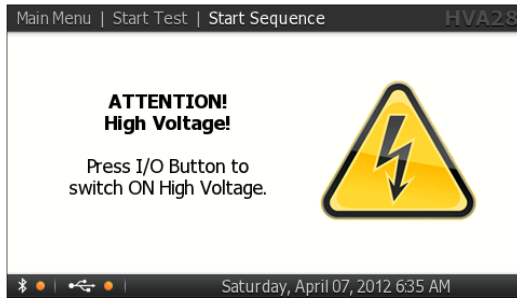 Main Menu | Start Test | Start Sequence HVA28
ATTENTION!
High Voltage!
Press I/O Button to
switch ON High Voltage.
Saturday, April 07, 2012 6:35 AM